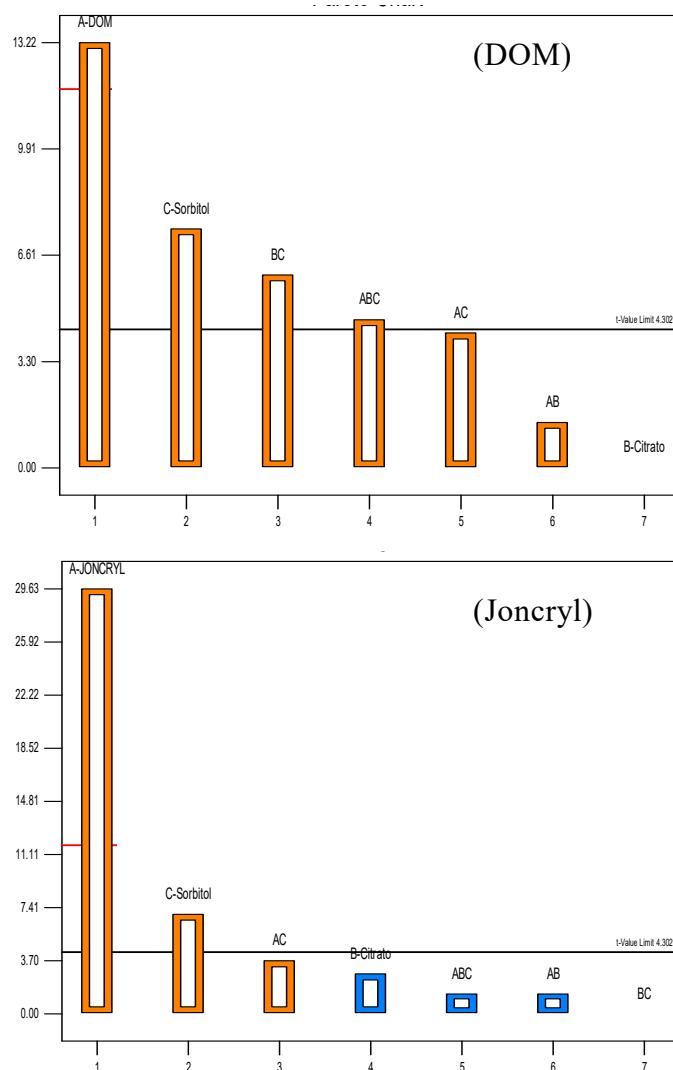 A-DOM
13.22
(DOM)
9.91
C-Sorbitol
6.61
BC
ABC
AC
t-Value Limit 4.302
3.30
AB
B-Citrato
0.00
1 2 3 4 5 6 7
A-JONCRYL
29.63
(Joncryl)
25.92
22.22
18.52
14.81
11.11
C-Sorbitol
7.41
AC
t-Value Limit 4.302
B-Citrato
3.70
ABC
AB
BC
0.00
1 2 3 4 5 6 7